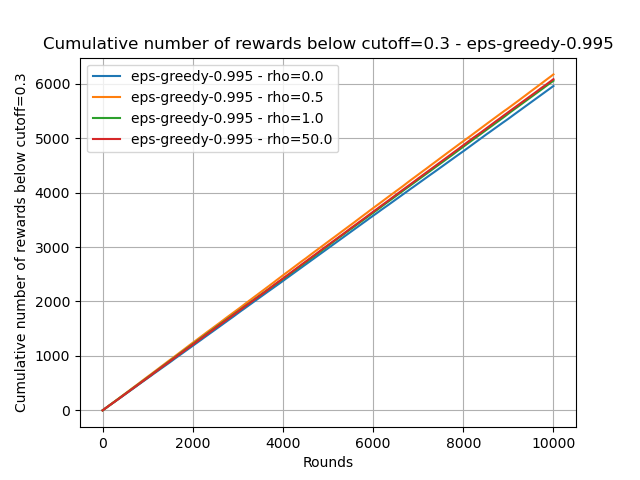 Cumulative number of rewards below cutoff=0.3 - eps-greedy-0.995
Cumulative number of rewards below cutoff=0.3
6000
5000
4000
3000
2000
1000
0
eps-greedy-0.995 - rho=0.0
eps-greedy-0.995 - rho=0.5
eps-greedy-0.995 - rho=1.0
eps-greedy-0.995 - rho=50.0
0 2000 4000 6000 8000 10000
Rounds